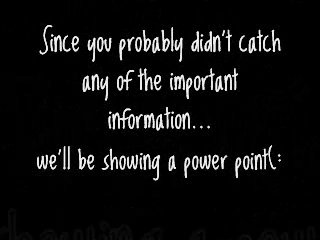 Since you probably didn't catch
any of the important
information...
we'll be showing a power point(: